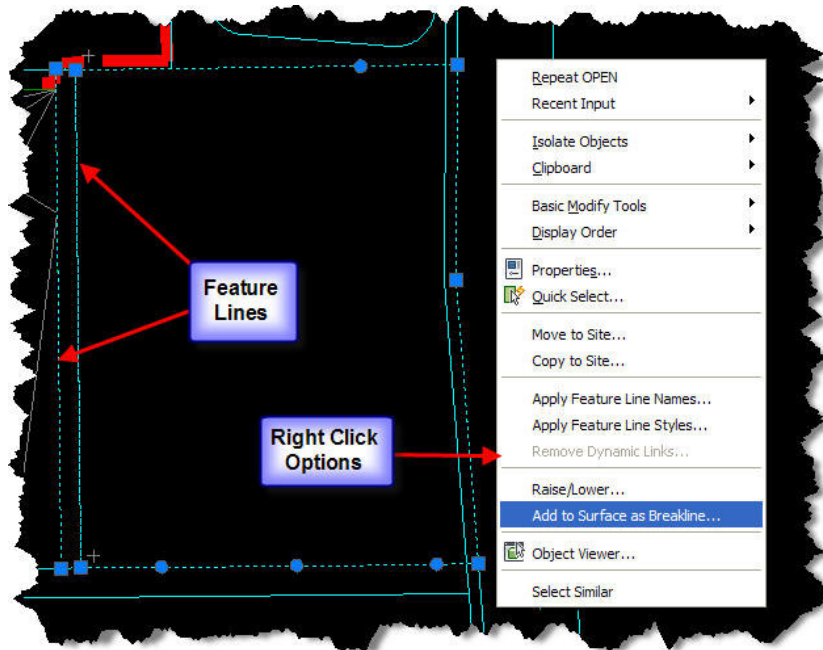 Repeat OPEN
Recent Input
Isolate Objects
Clipboard
Basic Modify Tools
Display Order
Properties...
Quick Select...
Move to Site...
Copy to Site...
Apply Feature Line Names...
Apply Feature Line Styles...
Remove Dynamic Links...
Raise/Lower...
Add to Surface as Breakline...
Object Viewer...
Select Similar
Feature
Lines
Right Click
Options